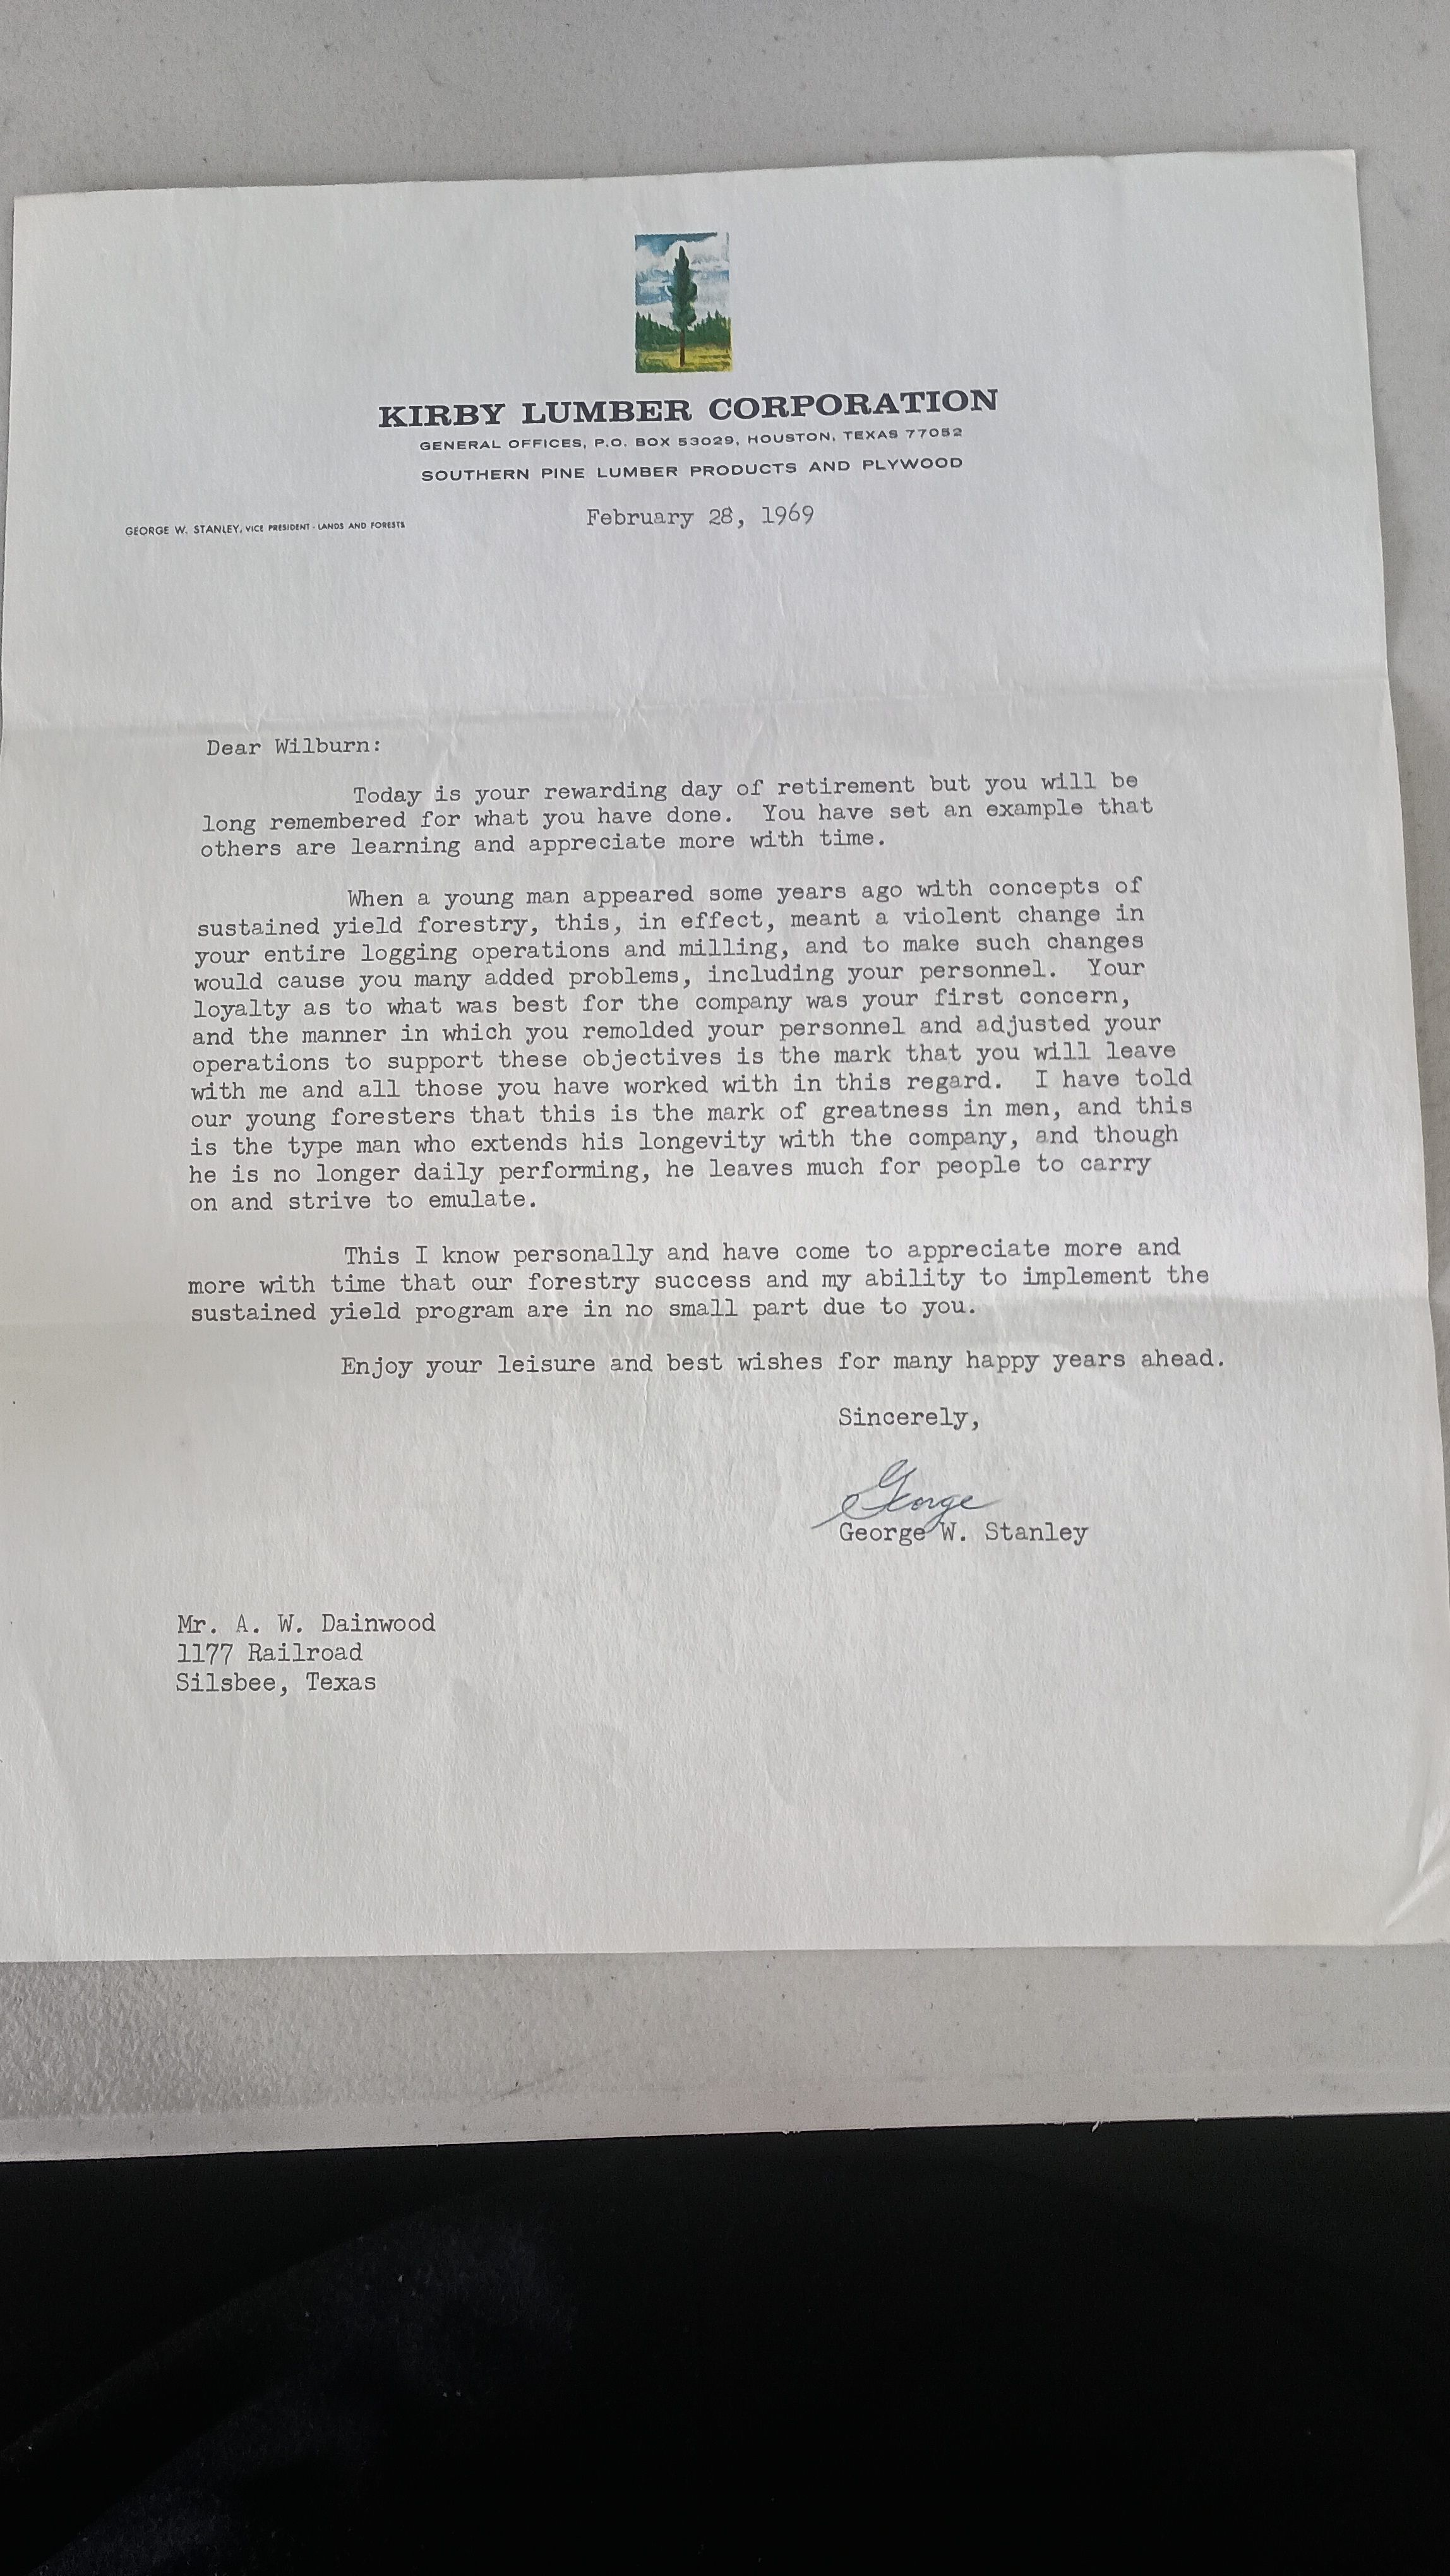 KIRBY LUMBER CORPORATION
GENERAL OFFICES, P.O. BOX 53029, HOUSTON, TEXAS 77052
SOUTHERN PINE LUMBER PRODUCTS AND PLYWOOD
GEORGE W. STANLEY, VICE PRESIDENT - LANDS AND FORESTS
February 28, 1969
Dear Wilburn:
Today is your rewarding day of retirement but you will be
long remembered for what you have done. You have set an example that
others are learning and appreciate more with time.
When a young man appeared some years ago with concepts of
sustained yield forestry, this, in effect, meant a violent change in
your entire logging operations and milling, and to make such changes
would cause you many added problems, including your personnel. Your
loyalty as to what was best for the company was your first concern,
and the manner in which you remolded your personnel and adjusted your
operations to support these objectives is the mark that you will leave
with me and all those you have worked with in this regard. I have told
our young foresters that this is the mark of greatness in men, and this
is the type man who extends his longevity with the company, and though
he is no longer daily performing, he leaves much for people to carry
on and strive to emulate.
This I know personally and have come to appreciate more and
more with time that our forestry success and my ability to implement the
sustained yield program are in no small part due to you.
Enjoy your leisure and best wishes for many happy years ahead.
Sincerely,
George
George W. Stanley
Mr. A. W. Dainwood
1177 Railroad
Silsbee, Texas